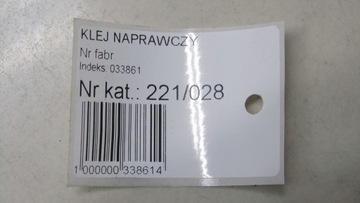 KLEJ NAPRAWCZY
Nr fabr
Indeks. 033861
Nr kat.: 221/028
1 000000 338614